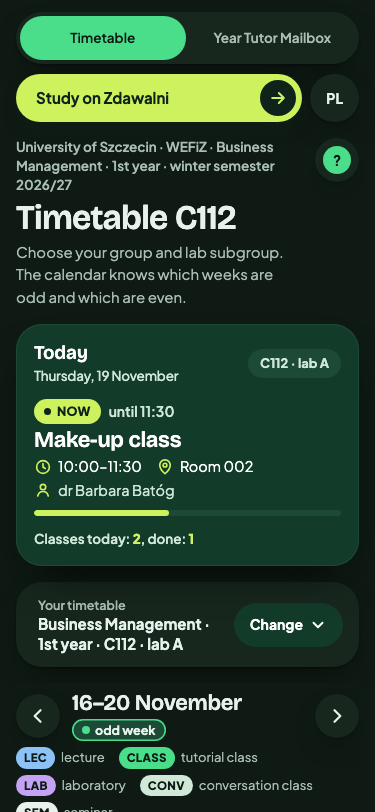 Timetable
Year Tutor Mailbox
Study on Zdawalni
PL
University of Szczecin · WEFiZ · Business
Management · 1st year · winter semester
2026/27
?
Timetable C112
Choose your group and lab subgroup.
The calendar knows which weeks are
odd and which are even.
Today
Thursday, 19 November
C112 · lab A
NOW until 11:30
Make-up class
10:00–11:30 Room 002
dr Barbara Batóg
Classes today: 2, done: 1
Your timetable
Business Management ·
1st year · C112 · lab A
Change
16–20 November
odd week
LEC lecture CLASS tutorial class
LAB laboratory CONV conversation class
SEM seminar